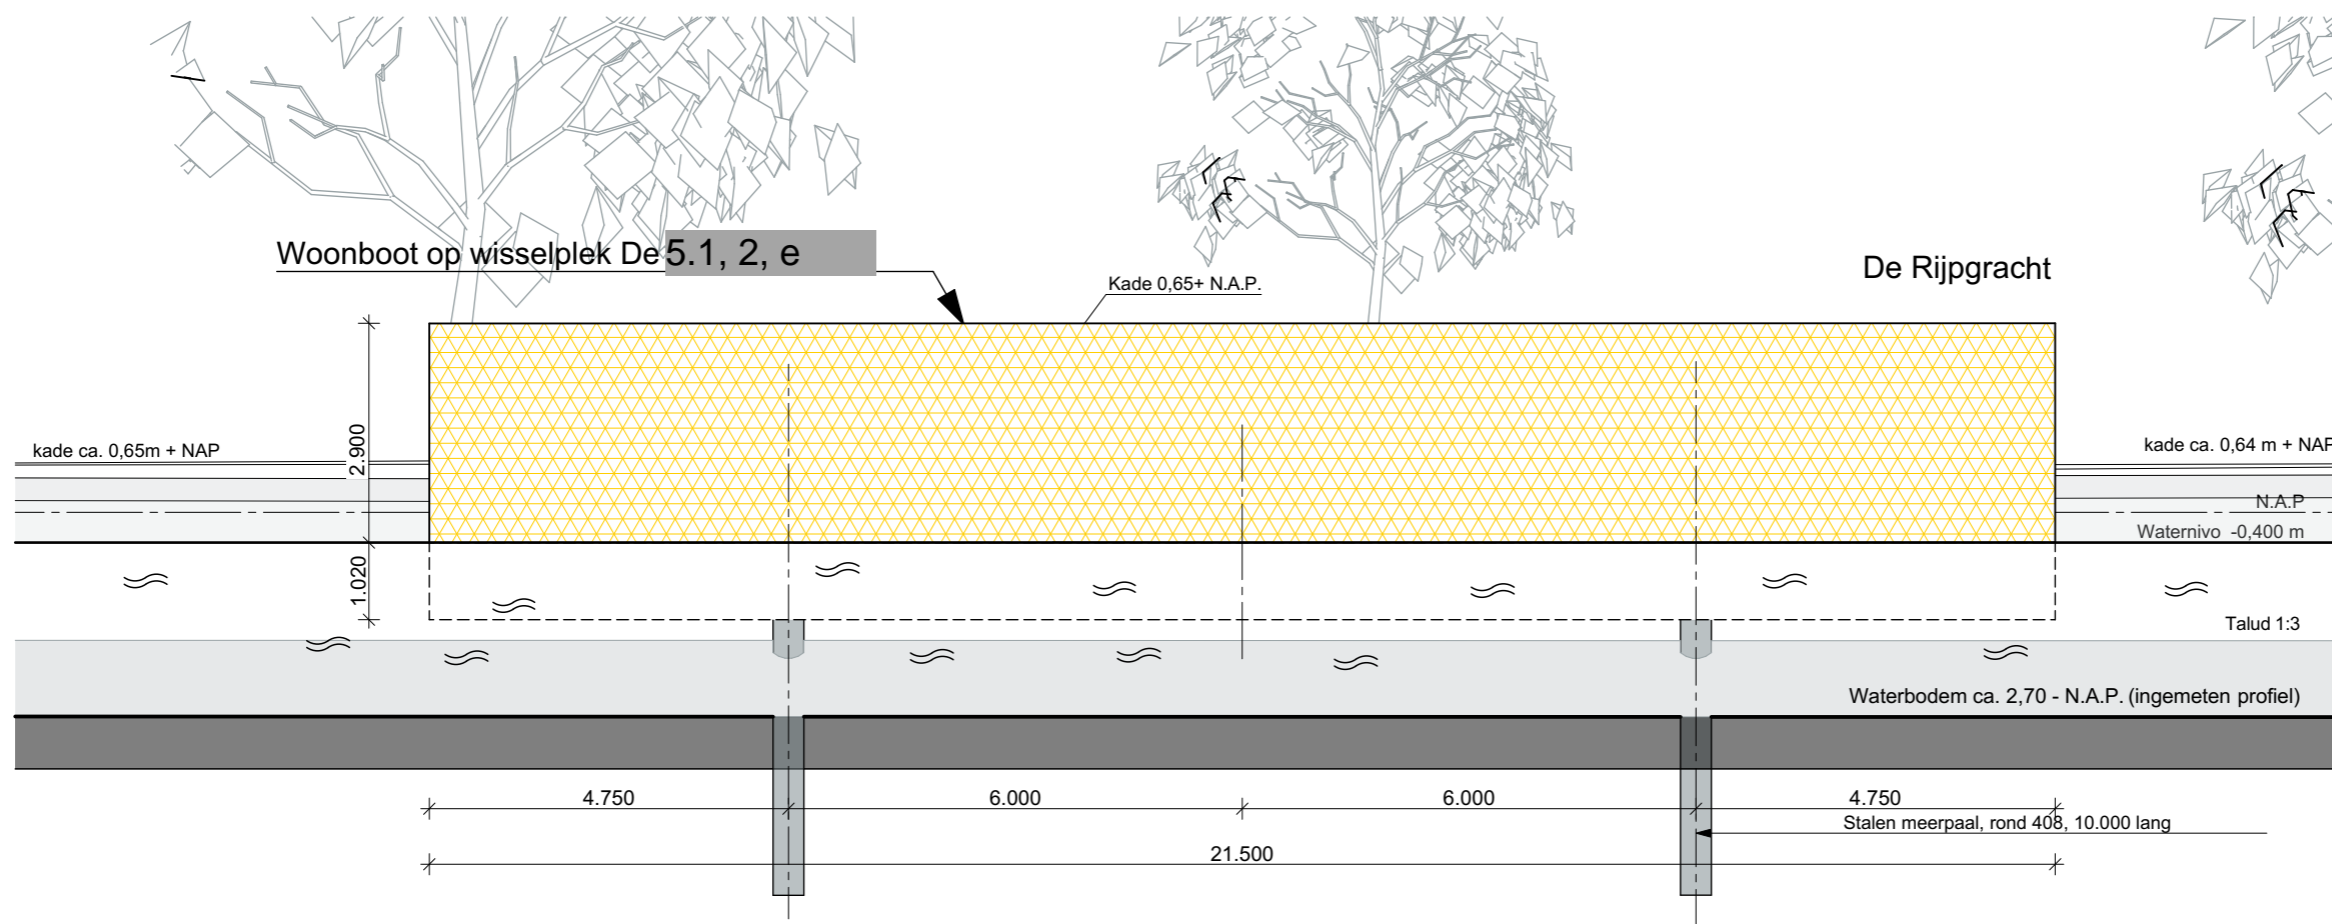 Woonboot op wisselplek De 5.1, 2, e
De Rijpgracht
Kade 0,65+ N.A.P.
kade ca. 0,65m + NAP
2.900
kade ca. 0,64 m + NAP
N.A.P
Waternivo -0,400 m
1.020
Talud 1:3
Waterbodem ca. 2,70 - N.A.P. (ingemeten profiel)
4.750 6.000 6.000 4.750
Stalen meerpaal, rond 408, 10.000 lang
21.500